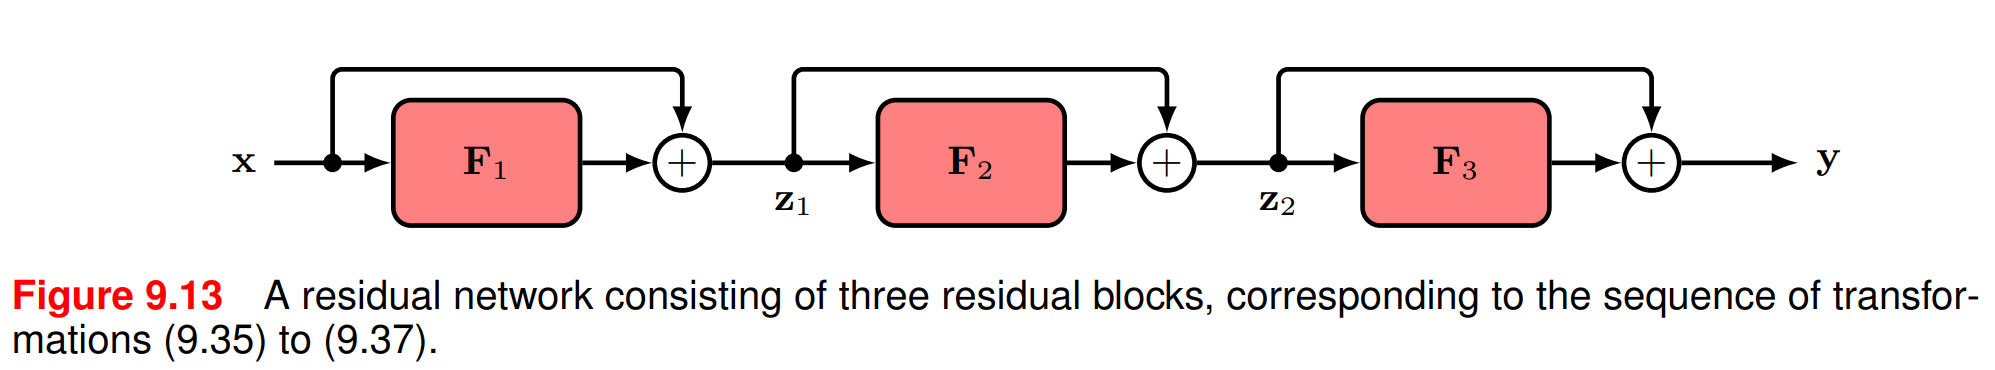 x F₁ + z₁ F₂ + z₂ F₃ + y
Figure 9.13 A residual network consisting of three residual blocks, corresponding to the sequence of transfor-
mations (9.35) to (9.37).